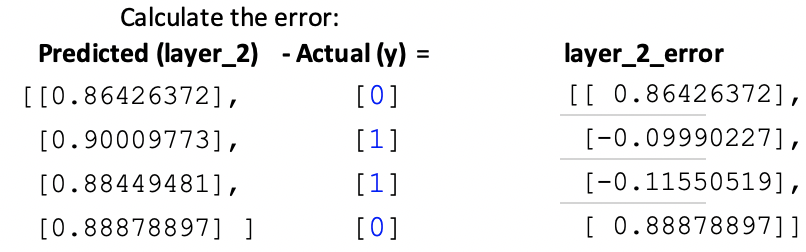 Calculate the error:
Predicted (layer_2) - Actual (y) = layer_2_error
[[0.86426372], [0] [[ 0.86426372],
[0.90009773], [1] [-0.09990227],
[0.88449481], [1] [-0.11550519],
[0.88878897] ] [0] [ 0.88878897]]